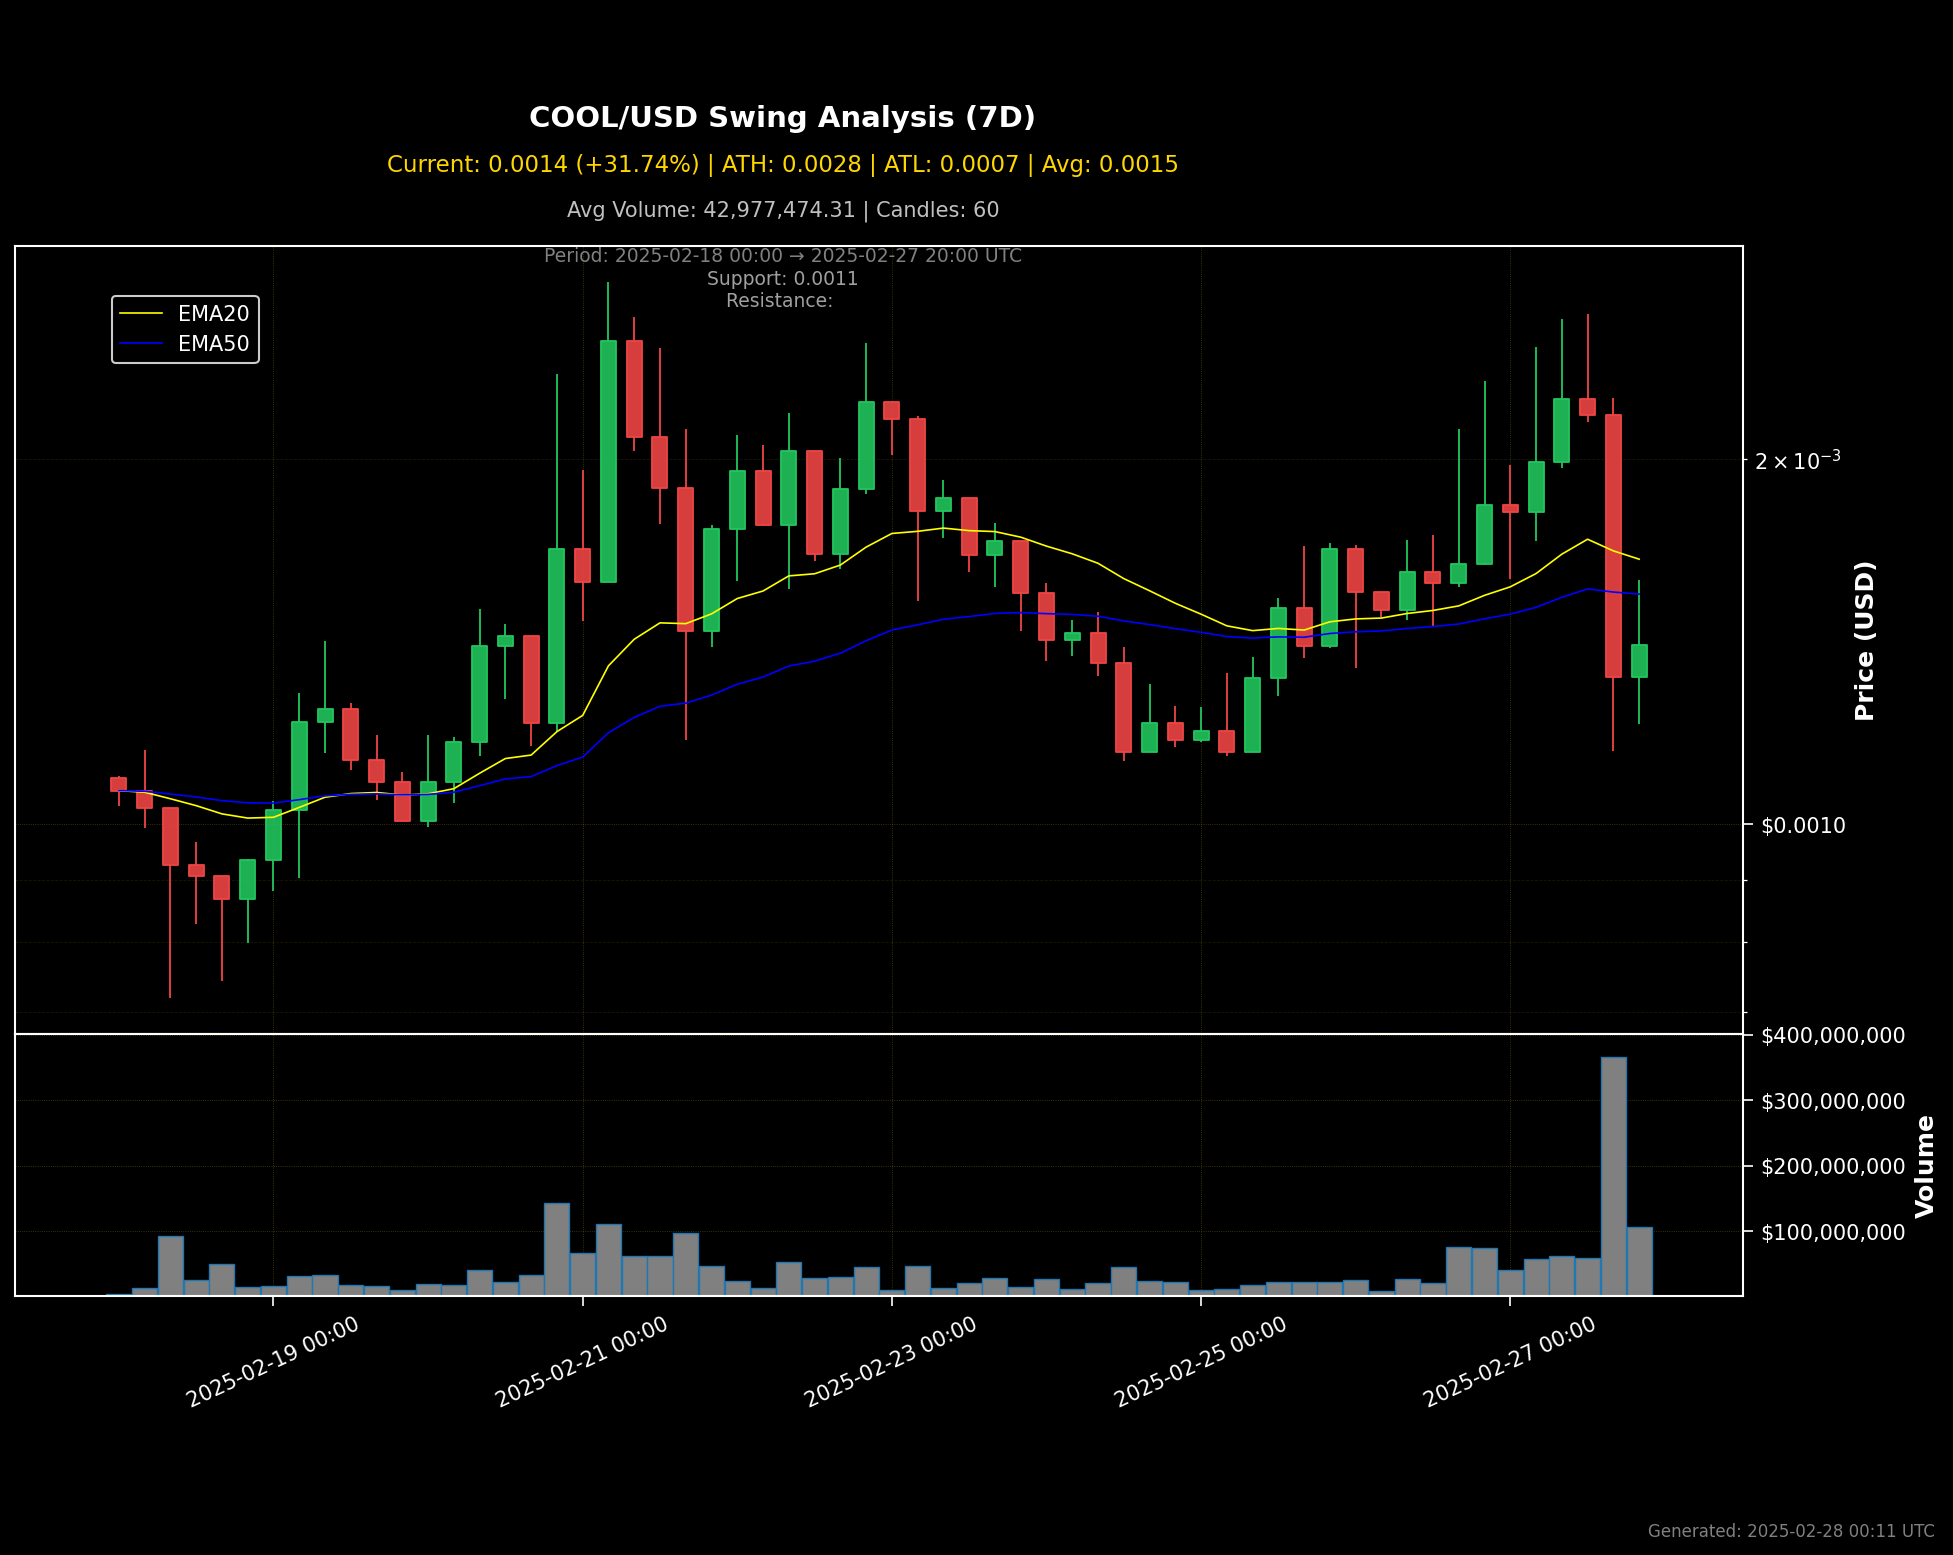 COOL/USD Swing Analysis (7D)
Current: 0.0014 (+31.74%) | ATH: 0.0028 | ATL: 0.0007 | Avg: 0.0015
Avg Volume: 42,977,474.31 | Candles: 60
Period: 2025-02-18 00:00 → 2025-02-27 20:00 UTC
Support: 0.0011
Resistance:
EMA20
EMA50
2 × 10⁻³
$0.0010
Price (USD)
$400,000,000
$300,000,000
$200,000,000
$100,000,000
Volume
2025-02-19 00:00
2025-02-21 00:00
2025-02-23 00:00
2025-02-25 00:00
2025-02-27 00:00
Generated: 2025-02-28 00:11 UTC